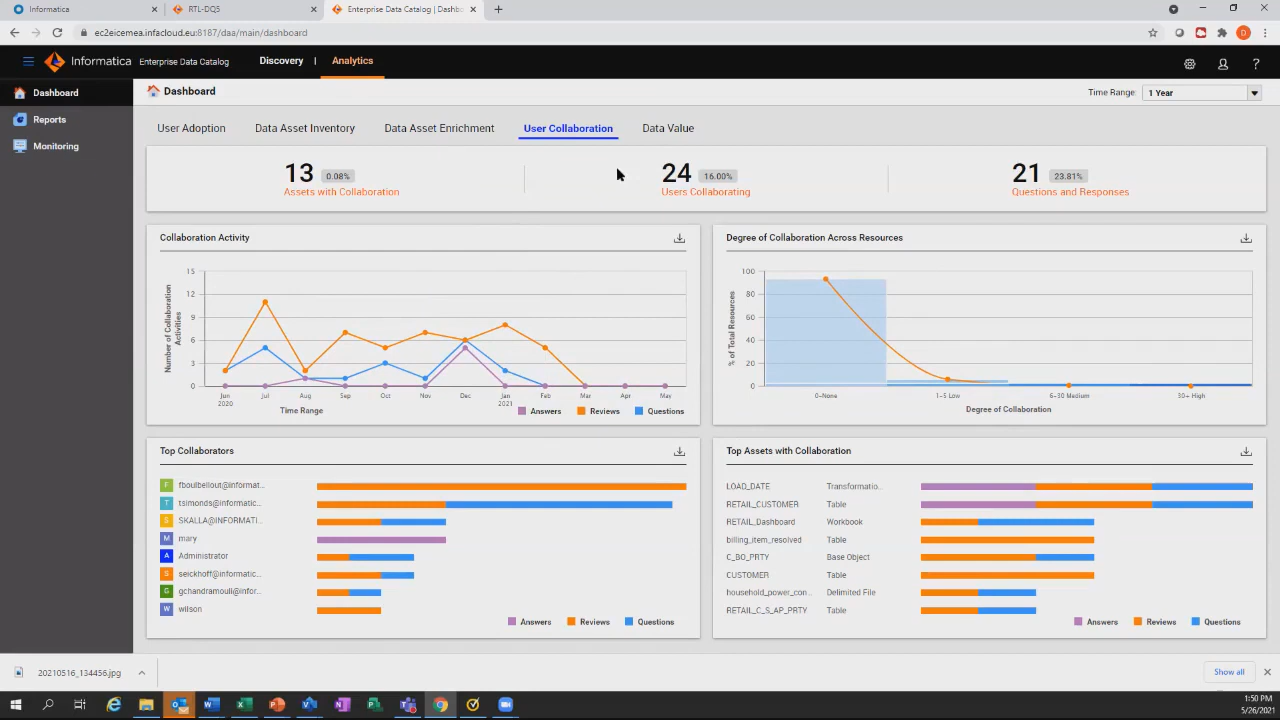 Informatica
RTL-DQS
Enterprise Data Catalog | Dashbo
ec2eicemea.infacloud.eu:8187/daa/main/dashboard
D
Informatica Enterprise Data Catalog Discovery | Analytics
Dashboard
Reports
Monitoring
Dashboard
Time Range: 1 Year
User Adoption Data Asset Inventory Data Asset Enrichment User Collaboration Data Value
13 0.08%
Assets with Collaboration
24 16.00%
Users Collaborating
21 23.81%
Questions and Responses
Collaboration Activity
Number of Collaboration Activities
15
12
9
6
3
0
Jun 2020 Jul Aug Sep Oct Nov Dec Jan 2021 Feb Mar Apr May
Time Range
Answers Reviews Questions
Degree of Collaboration Across Resources
% of Total Resources
100
80
60
40
20
0
0-None 1-5 Low 6-30 Medium 30+ High
Degree of Collaboration
Top Collaborators
F fboulbellout@informat...
T tsimonds@informatic...
S SKALLA@INFORMATI...
M mary
A Administrator
S seickhoff@informatic...
G gchandramouli@infor...
W wilson
Answers Reviews Questions
Top Assets with Collaboration
LOAD_DATE Transformatio...
RETAIL_CUSTOMER Table
RETAIL_Dashboard Workbook
billing_item_resolved Table
C_BO_PRTY Base Object
CUSTOMER Table
household_power_con... Delimited File
RETAIL_C_S_AP_PRTY Table
Answers Reviews Questions
20210516_134456.jpg
Show all
1:50 PM
5/26/2021